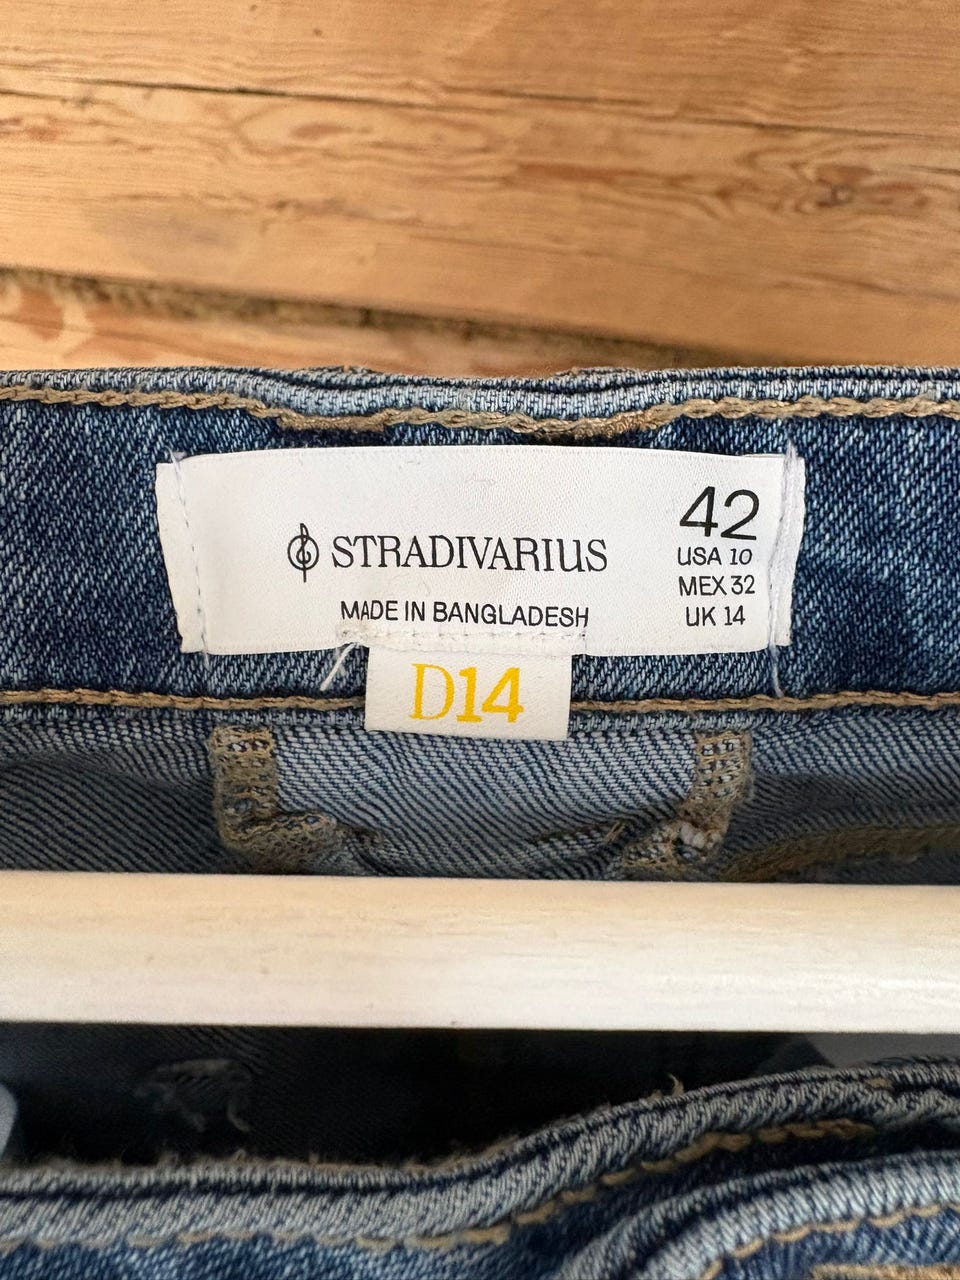 STRADIVARIUS
MADE IN BANGLADESH
42
USA 10
MEX 32
UK 14
D14